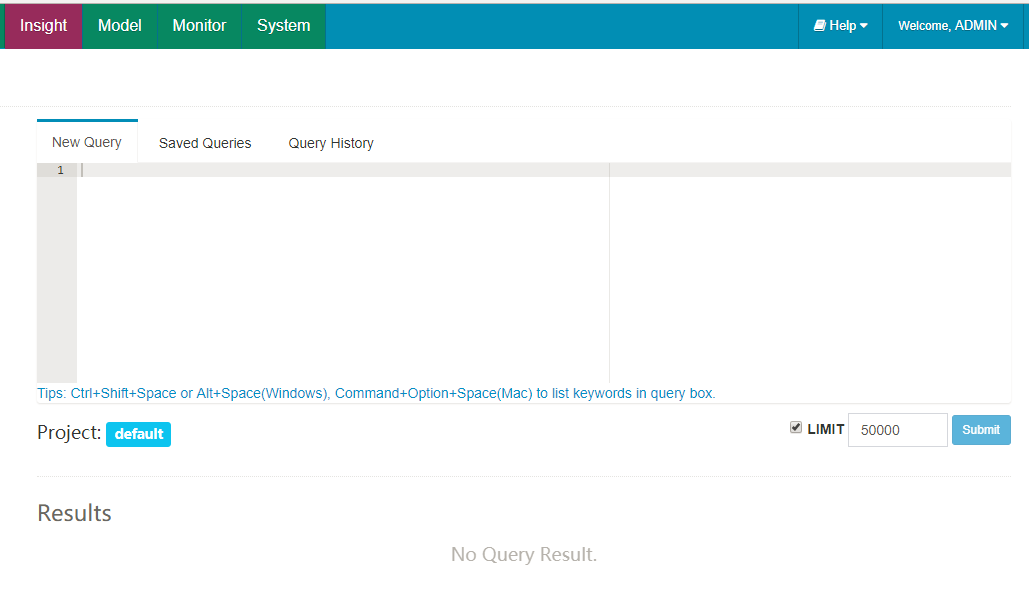 Insight Model Monitor System Help Welcome, ADMIN
New Query Saved Queries Query History
1
Tips: Ctrl+Shift+Space or Alt+Space(Windows), Command+Option+Space(Mac) to list keywords in query box.
Project: default LIMIT 50000 Submit
Results
No Query Result.